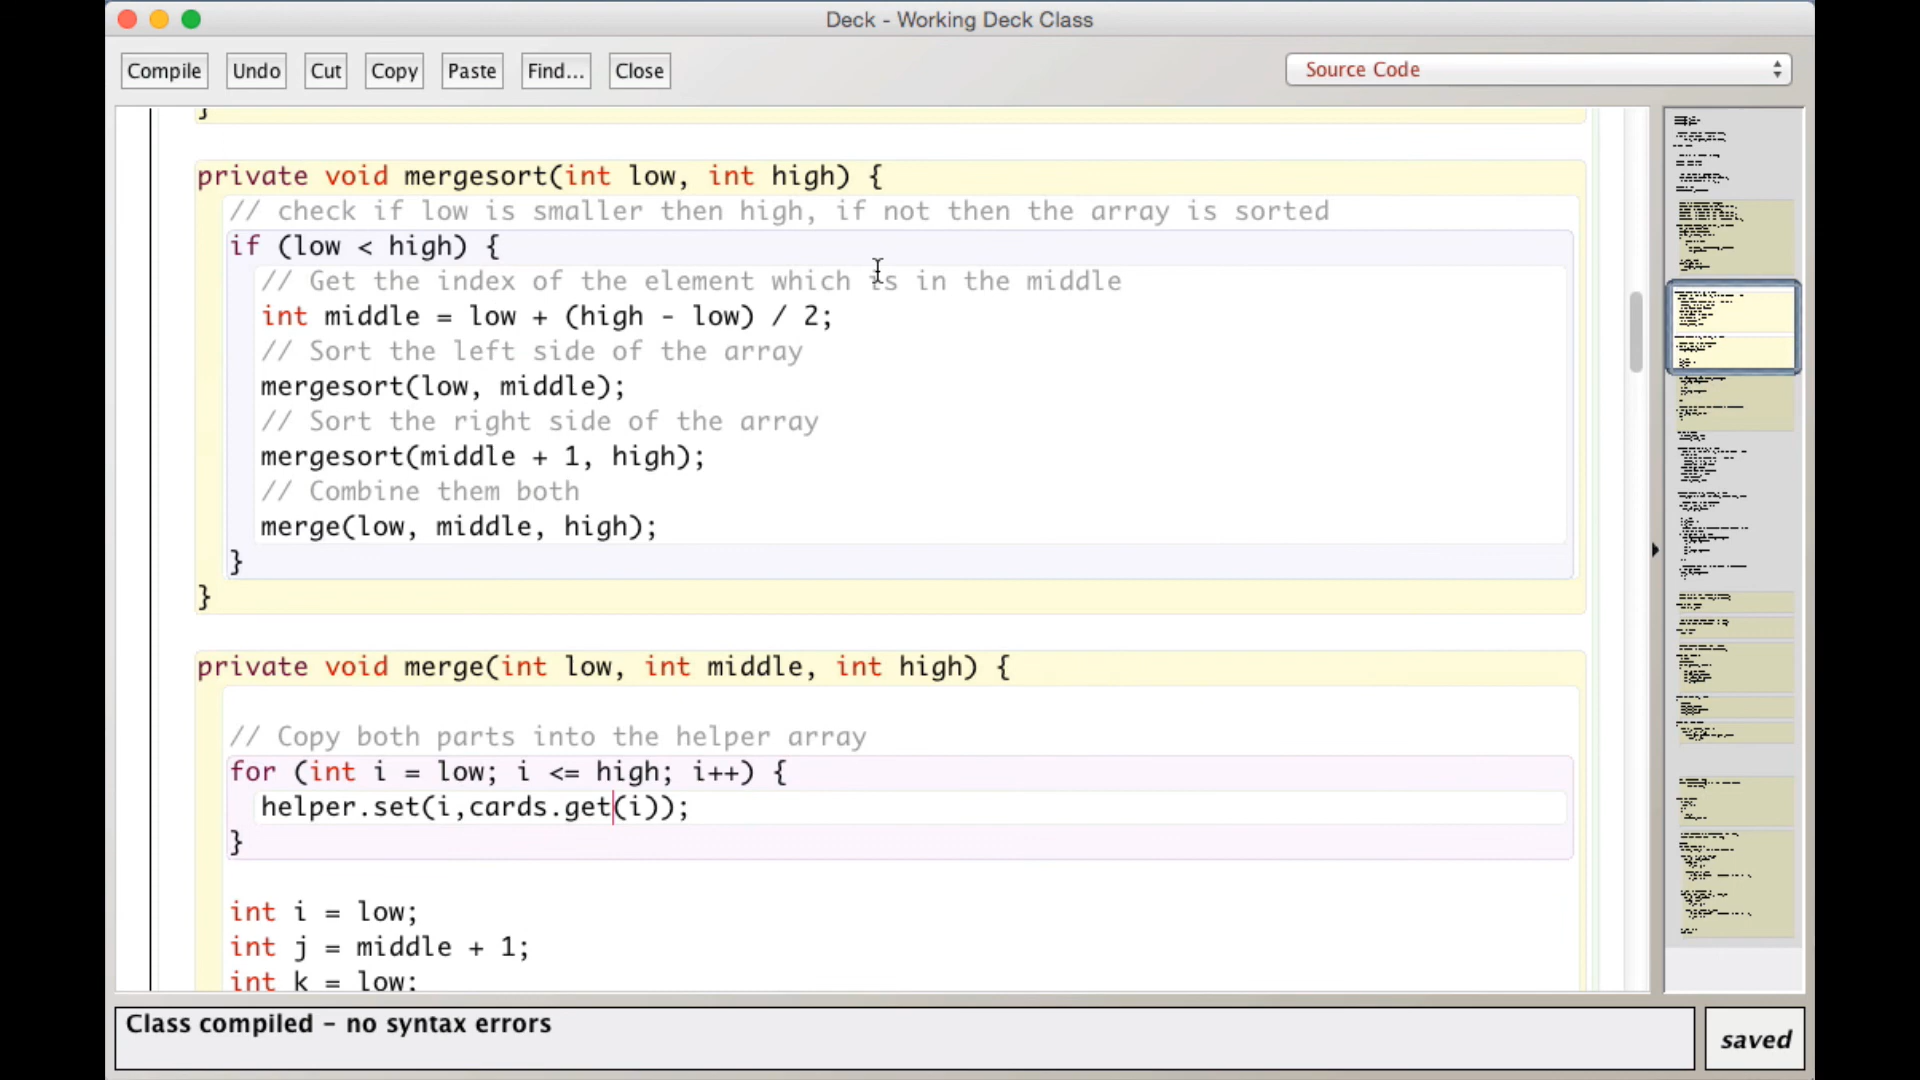 Deck - Working Deck Class
Compile Undo Cut Copy Paste Find... Close Source Code
}
private void mergesort(int low, int high) {
// check if low is smaller then high, if not then the array is sorted
if (low < high) {
// Get the index of the element which is in the middle
int middle = low + (high - low) / 2;
// Sort the left side of the array
mergesort(low, middle);
// Sort the right side of the array
mergesort(middle + 1, high);
// Combine them both
merge(low, middle, high);
}
}
private void merge(int low, int middle, int high) {
// Copy both parts into the helper array
for (int i = low; i <= high; i++) {
helper.set(i,cards.get(i));
}
int i = low;
int j = middle + 1;
int k = low;
Class compiled - no syntax errors
saved